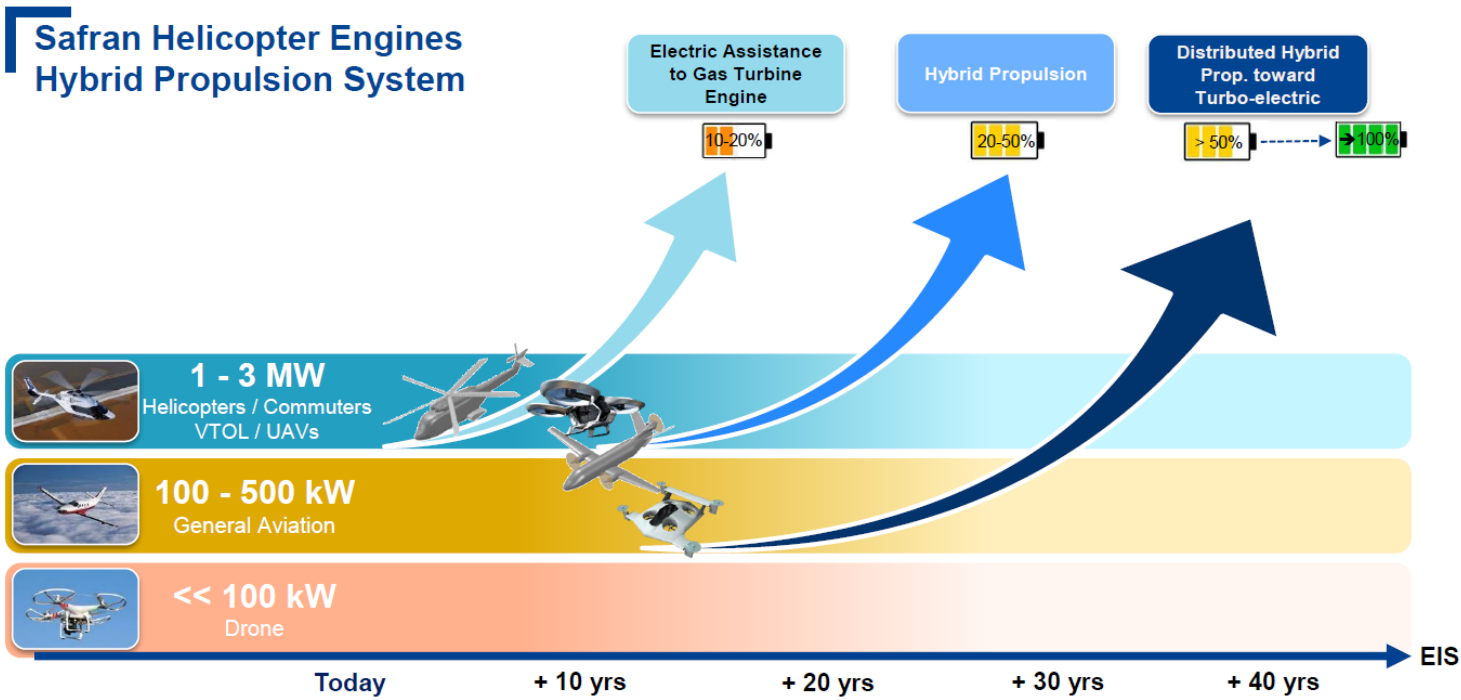 Safran Helicopter Engines
Hybrid Propulsion System
Electric Assistance
to Gas Turbine
Engine
10-20%
Hybrid Propulsion
20-50%
Distributed Hybrid
Prop. toward
Turbo-electric
> 50%
➔100%
1 - 3 MW
Helicopters / Commuters
VTOL / UAVs
100 - 500 kW
General Aviation
<< 100 kW
Drone
EIS
Today
+ 10 yrs
+ 20 yrs
+ 30 yrs
+ 40 yrs